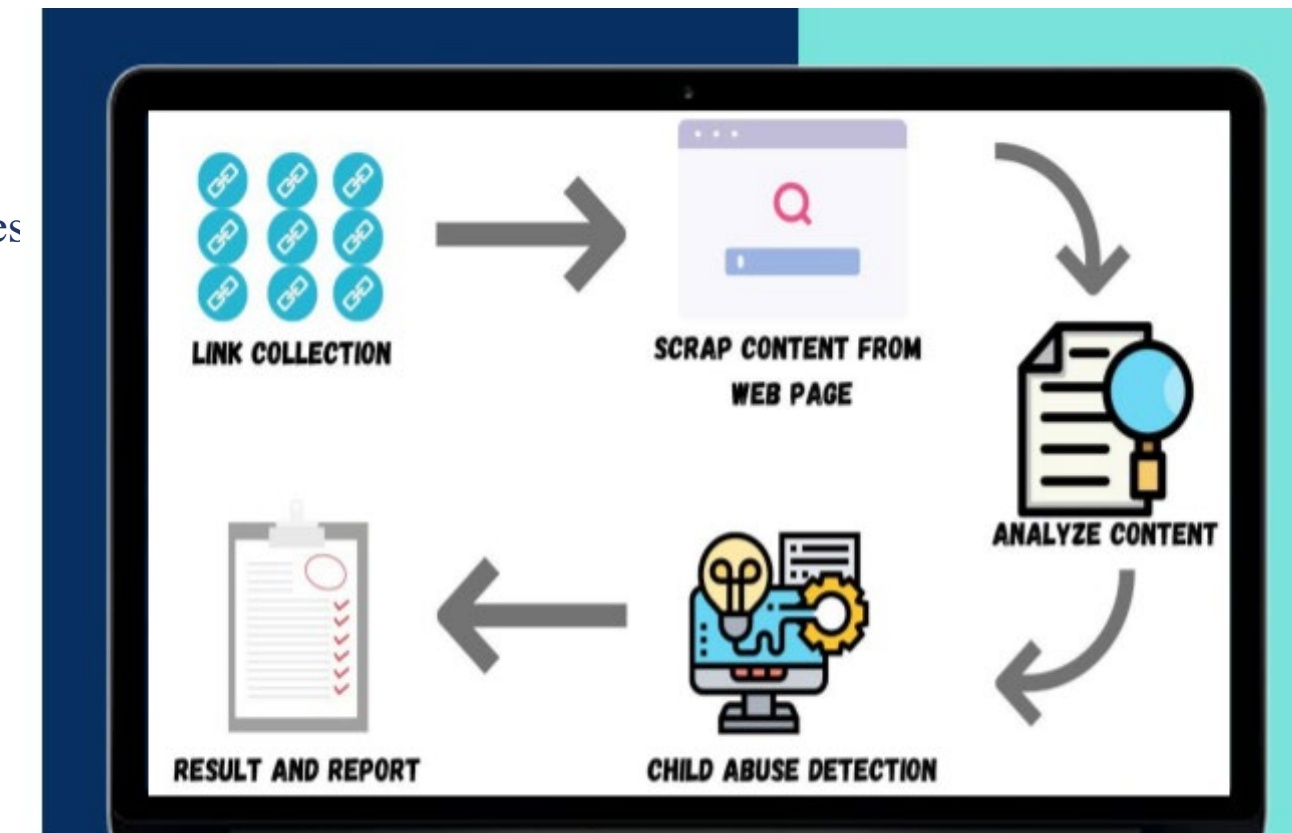 es
LINK COLLECTION
SCRAP CONTENT FROM
WEB PAGE
ANALYZE CONTENT
CHILD ABUSE DETECTION
RESULT AND REPORT